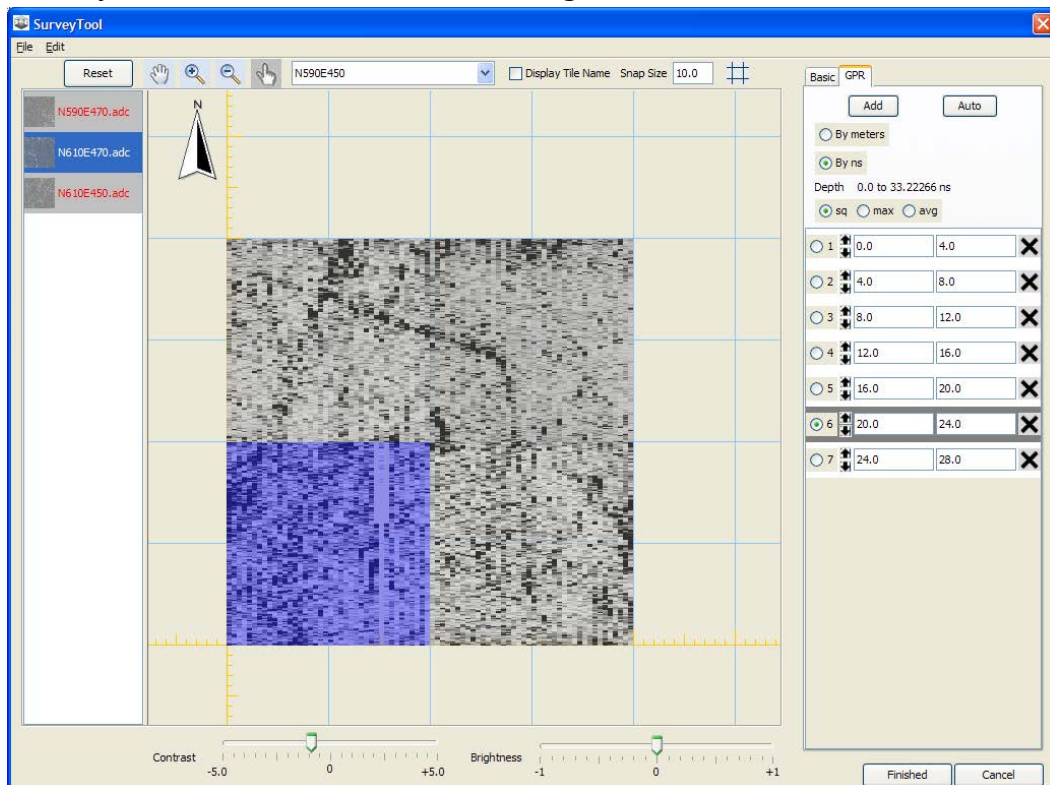 SurveyTool
File Edit
Reset N590E450 Display Tile Name Snap Size 10.0
Basic GPR
N590E470.adc
N610E470.adc
N610E450.adc
N
Add Auto
By meters
By ns
Depth 0.0 to 33.22266 ns
sq max avg
1 0.0 4.0
2 4.0 8.0
3 8.0 12.0
4 12.0 16.0
5 16.0 20.0
6 20.0 24.0
7 24.0 28.0
Contrast -5.0 0 +5.0 Brightness -1 0 +1
Finished Cancel